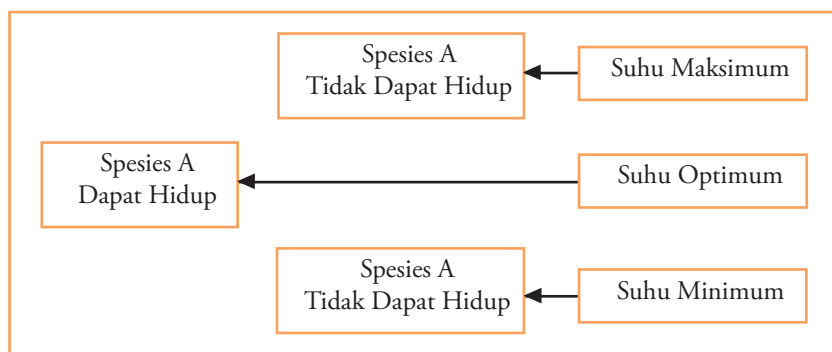 Spesies A
Tidak Dapat Hidup
Suhu Maksimum
Spesies A
Dapat Hidup
Suhu Optimum
Spesies A
Tidak Dapat Hidup
Suhu Minimum